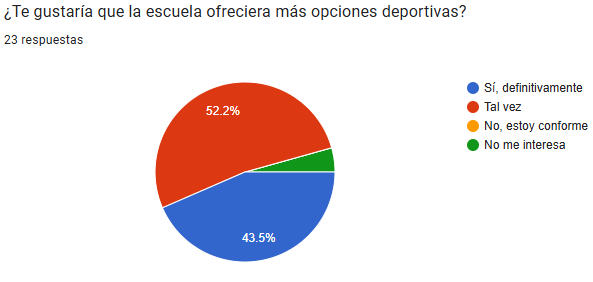 ¿Te gustaría que la escuela ofreciera más opciones deportivas?
23 respuestas
Sí, definitivamente
Tal vez
No, estoy conforme
No me interesa
52.2%
43.5%